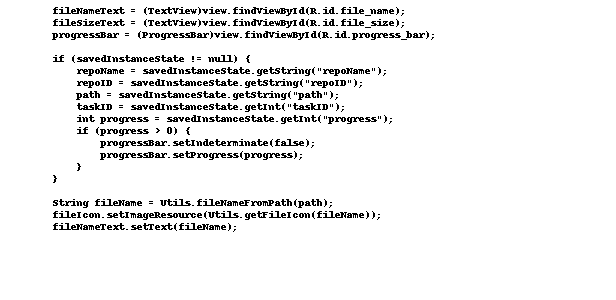 fileNameText = (TextView)view.findViewById(R.id.file_name);
fileSizeText = (TextView)view.findViewById(R.id.file_size);
progressBar = (ProgressBar)view.findViewById(R.id.progress_bar);
if (savedInstanceState != null) {
repoName = savedInstanceState.getString("repoName");
repoID = savedInstanceState.getString("repoID");
path = savedInstanceState.getString("path");
taskID = savedInstanceState.getInt("taskID");
int progress = savedInstanceState.getInt("progress");
if (progress > 0) {
progressBar.setIndeterminate(false);
progressBar.setProgress(progress);
}
}
String fileName = Utils.fileNameFromPath(path);
fileIcon.setImageResource(Utils.getFileIcon(fileName));
fileNameText.setText(fileName);